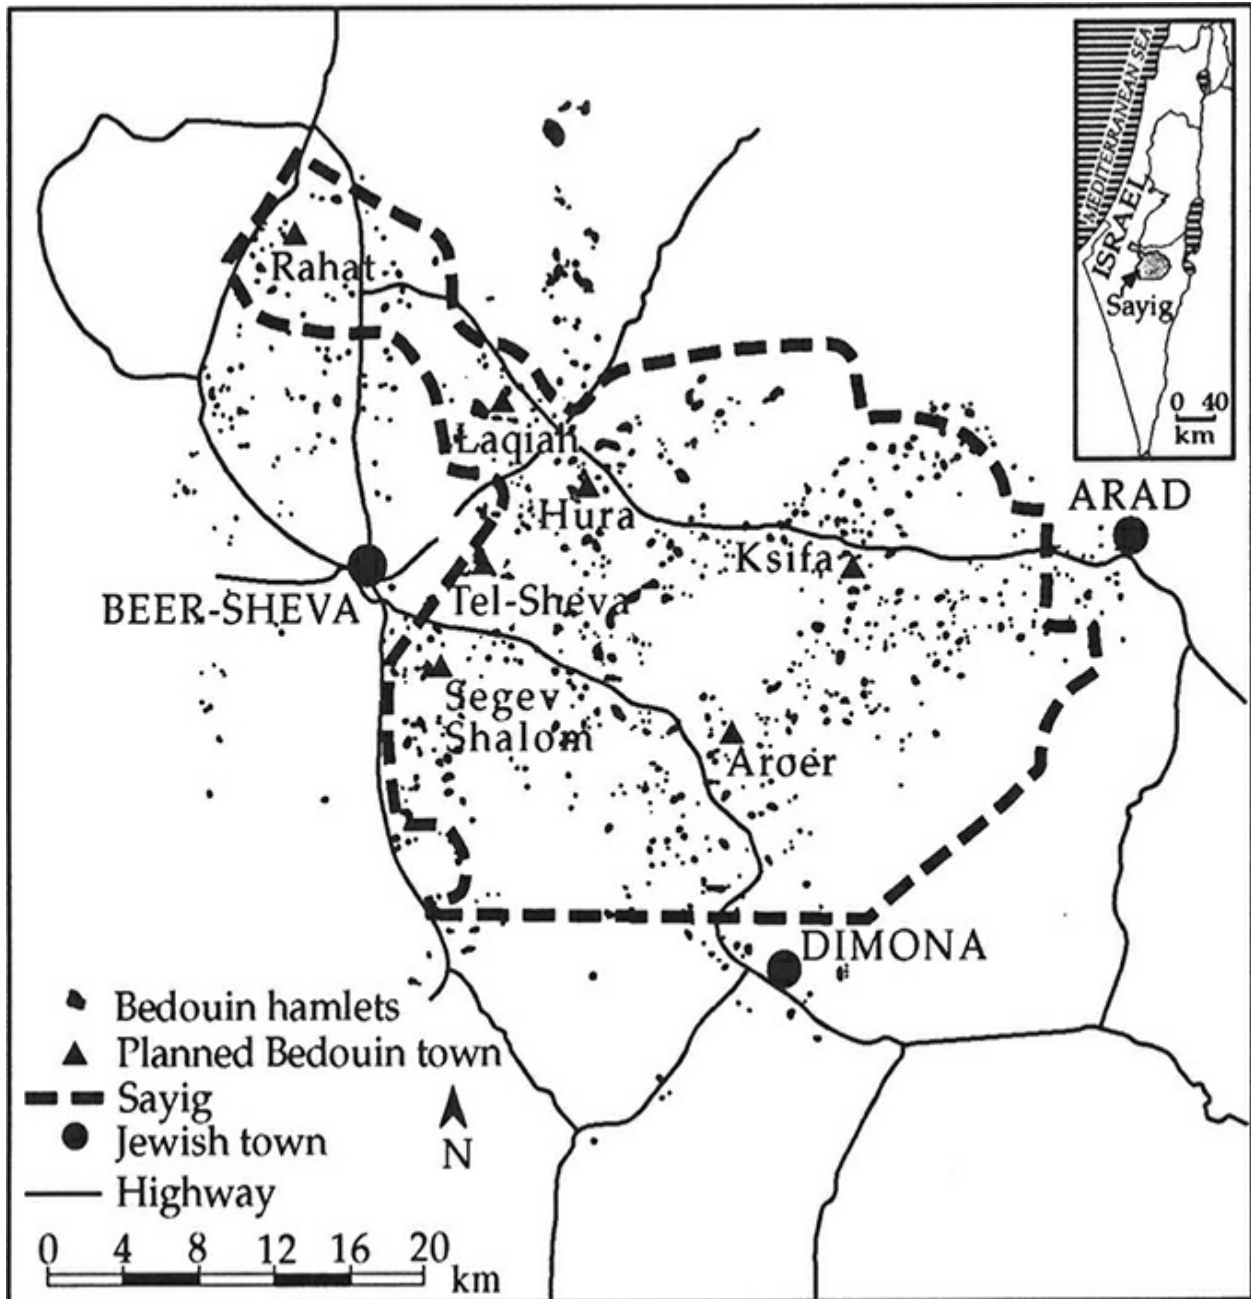 MEDITERRANEAN SEA
ISRAEL
Sayig
0 40
km
Rahat
Laqiah
Hura
ARAD
Ksifa
BEER-SHEVA
Tel-Sheva
Segev
Shalom
Aroer
DIMONA
Bedouin hamlets
Planned Bedouin town
Sayig
Jewish town
Highway
N
0 4 8 12 16 20
km